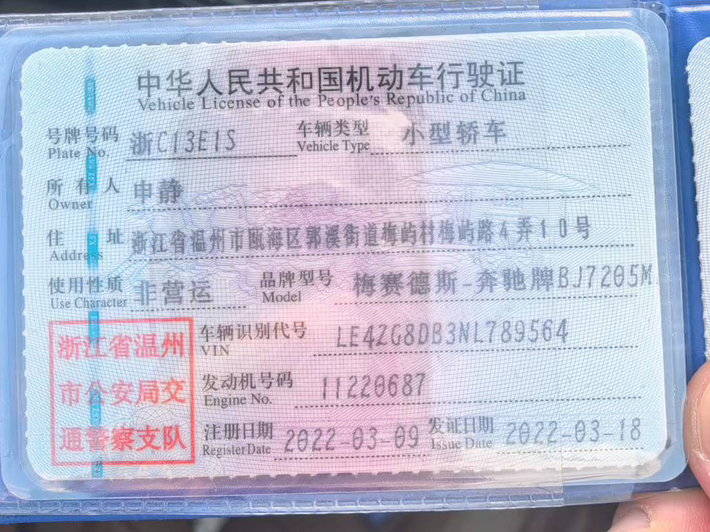 中华人民共和国机动车行驶证
Vehicle License of the People's Republic of China
号牌号码 浙C13E1S 车辆类型 小型轿车
Plate No. Vehicle Type
所有人 申静
Owner
住址 浙江省温州市瓯海区郭溪街道梅屿村梅屿路4弄10号
Address
使用性质 非营运 品牌型号 梅赛德斯-奔驰牌BJ7205M
Use Character Model
浙江省温州 车辆识别代号 LE4ZG8DB3NL789564
VIN
市公安局交 发动机号码 11220687
Engine No.
通警察支队 注册日期 2022-03-09 发证日期 2022-03-18
Register Date Issue Date